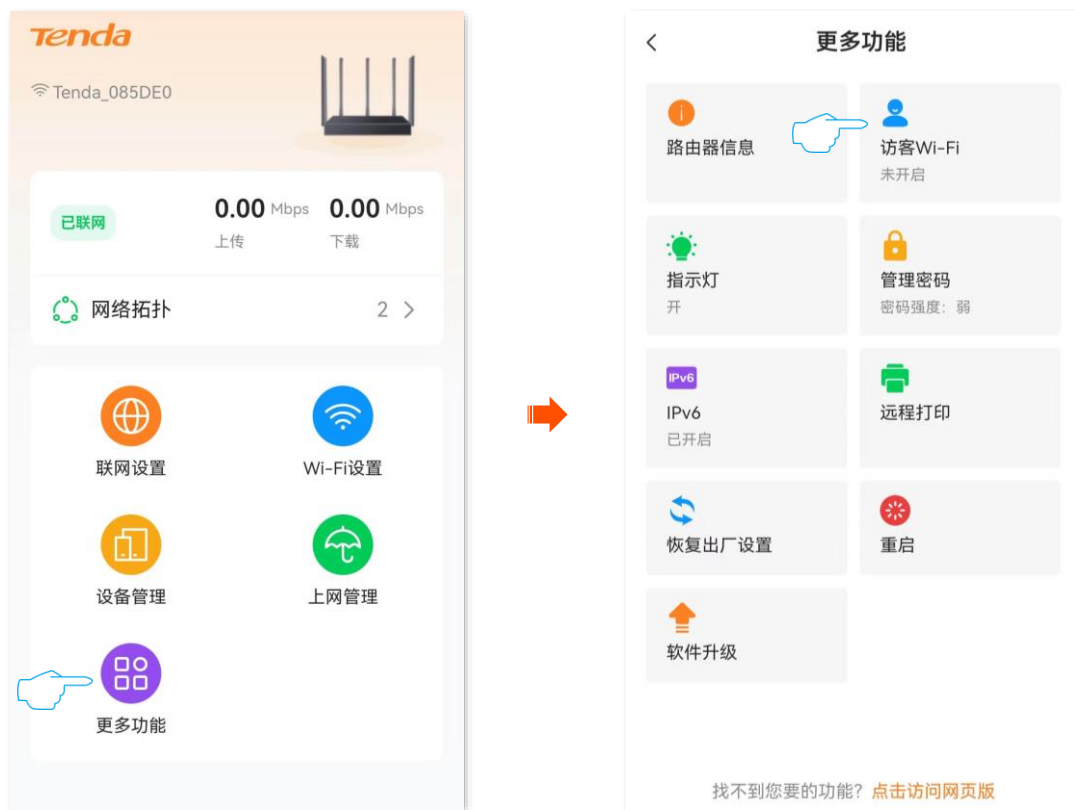 Tenda
Tenda_085DE0
已联网
0.00 Mbps 0.00 Mbps
上传 下载
网络拓扑 2
联网设置 Wi-Fi设置
设备管理 上网管理
更多功能
更多功能
路由器信息 访客Wi-Fi
未开启
指示灯 管理密码
开 密码强度：弱
IPv6
IPv6 远程打印
已开启
恢复出厂设置 重启
软件升级
找不到您要的功能？点击访问网页版